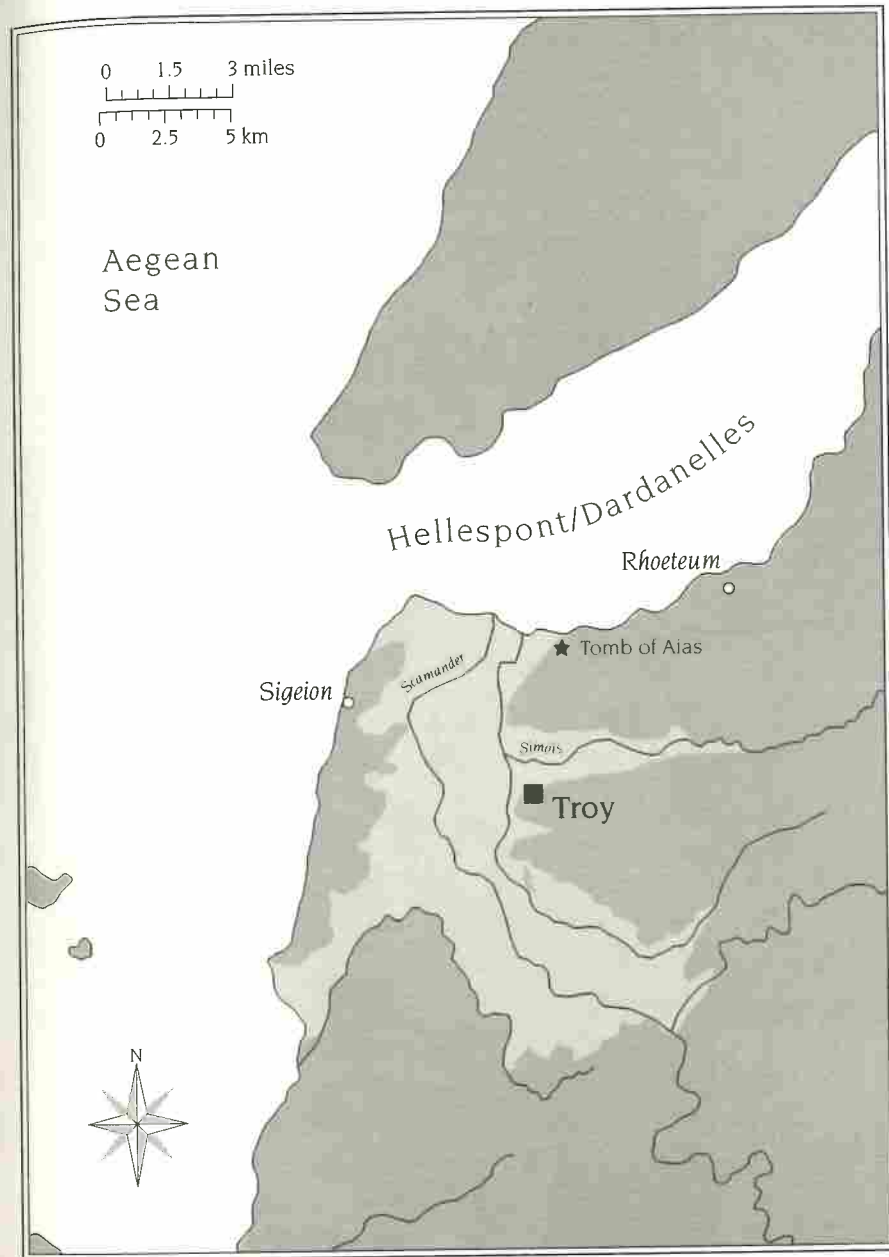 0 1.5 3 miles
0 2.5 5 km
Aegean
Sea
Hellespont/Dardanelles
Rhoeteum
Tomb of Aias
Scamander
Sigeion
Simois
Troy
N